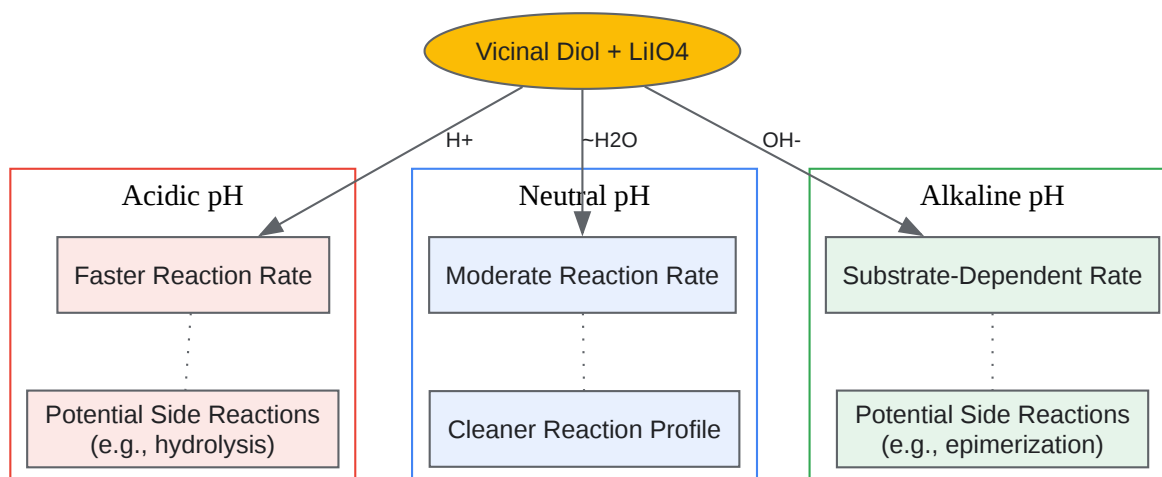 Vicinal Diol + LiIO4
H+
~H2O
OH-
Acidic pH
Neutral pH
Alkaline pH
Faster Reaction Rate
Moderate Reaction Rate
Substrate-Dependent Rate
Potential Side Reactions
(e.g., hydrolysis)
Cleaner Reaction Profile
Potential Side Reactions
(e.g., epimerization)